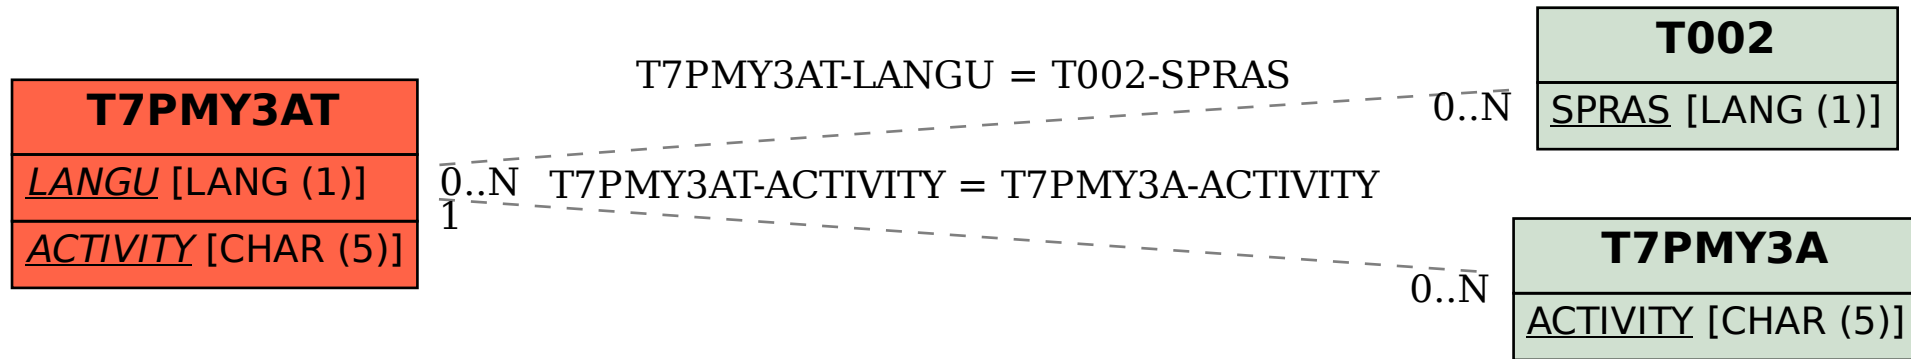 T7PMY3AT
LANGU [LANG (1)]
ACTIVITY [CHAR (5)]
T7PMY3AT-LANGU = T002-SPRAS
0..N
0..N
T7PMY3AT-ACTIVITY = T7PMY3A-ACTIVITY
1
0..N
T002
SPRAS [LANG (1)]
T7PMY3A
ACTIVITY [CHAR (5)]